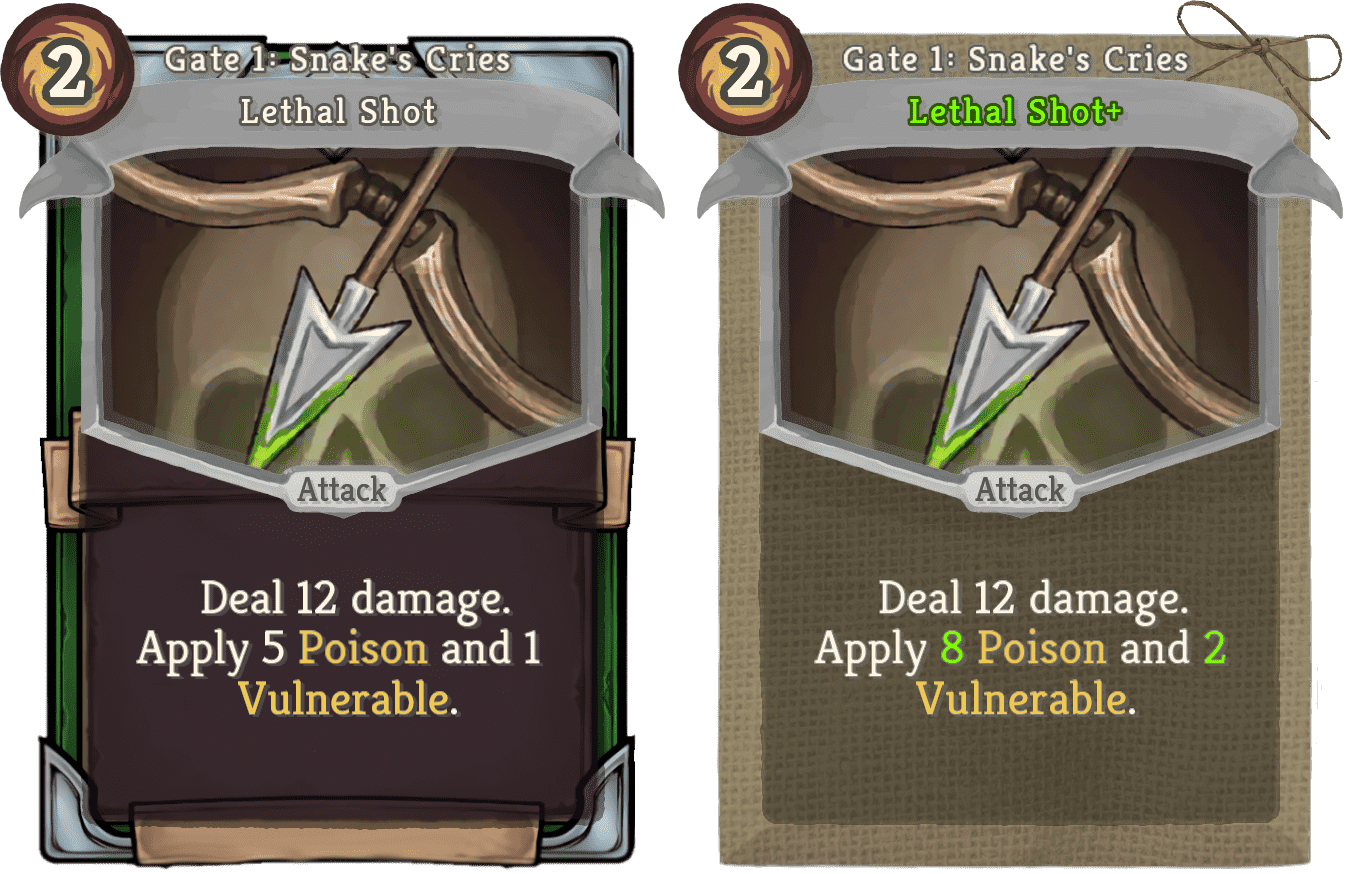 2
Gate 1: Snake's Cries
Lethal Shot
Attack
Deal 12 damage.
Apply 5 Poison and 1
Vulnerable.
2
Gate 1: Snake's Cries
Lethal Shot+
Attack
Deal 12 damage.
Apply 8 Poison and 2
Vulnerable.